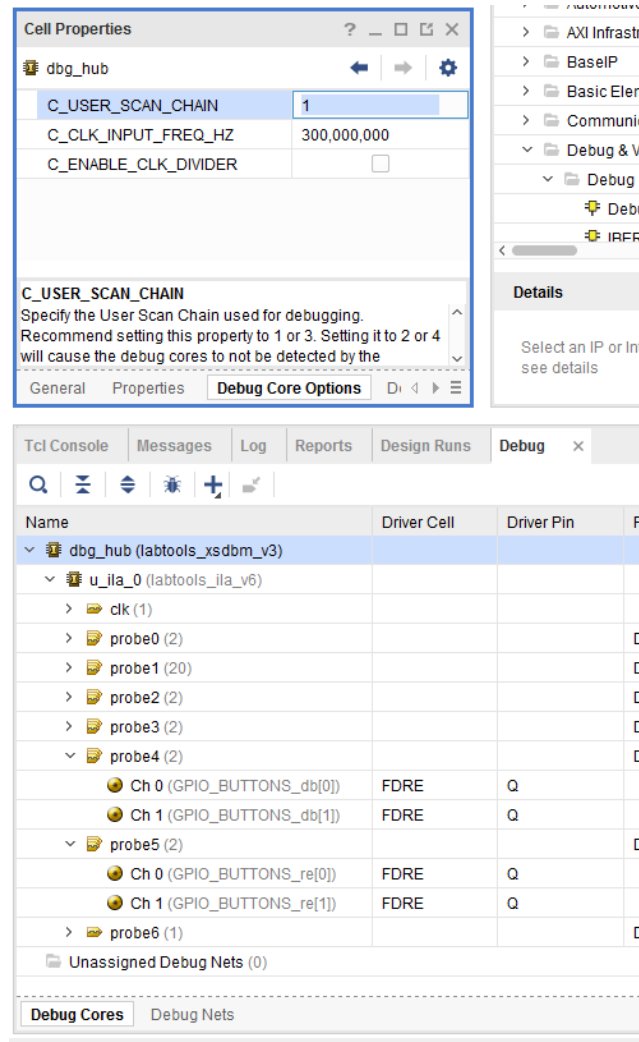 Cell Properties
dbg_hub
C_USER_SCAN_CHAIN 1
C_CLK_INPUT_FREQ_HZ 300,000,000
C_ENABLE_CLK_DIVIDER
C_USER_SCAN_CHAIN
Specify the User Scan Chain used for debugging.
Recommend setting this property to 1 or 3. Setting it to 2 or 4
will cause the debug cores to not be detected by the
General Properties Debug Core Options
AXI
BaseIP
Basic
Debug &
Debug
Details
Select an IP or
see details
Tcl Console Messages Log Reports Design Runs Debug
Name Driver Cell Driver Pin
dbg_hub (labtools_xsdbm_v3)
u_ila_0 (labtools_ila_v6)
clk (1)
probe0 (2)
probe1 (20)
probe2 (2)
probe3 (2)
probe4 (2)
Ch 0 (GPIO_BUTTONS_db[0]) FDRE Q
Ch 1 (GPIO_BUTTONS_db[1]) FDRE Q
probe5 (2)
Ch 0 (GPIO_BUTTONS_re[0]) FDRE Q
Ch 1 (GPIO_BUTTONS_re[1]) FDRE Q
probe6 (1)
Unassigned Debug Nets (0)
Debug Cores Debug Nets